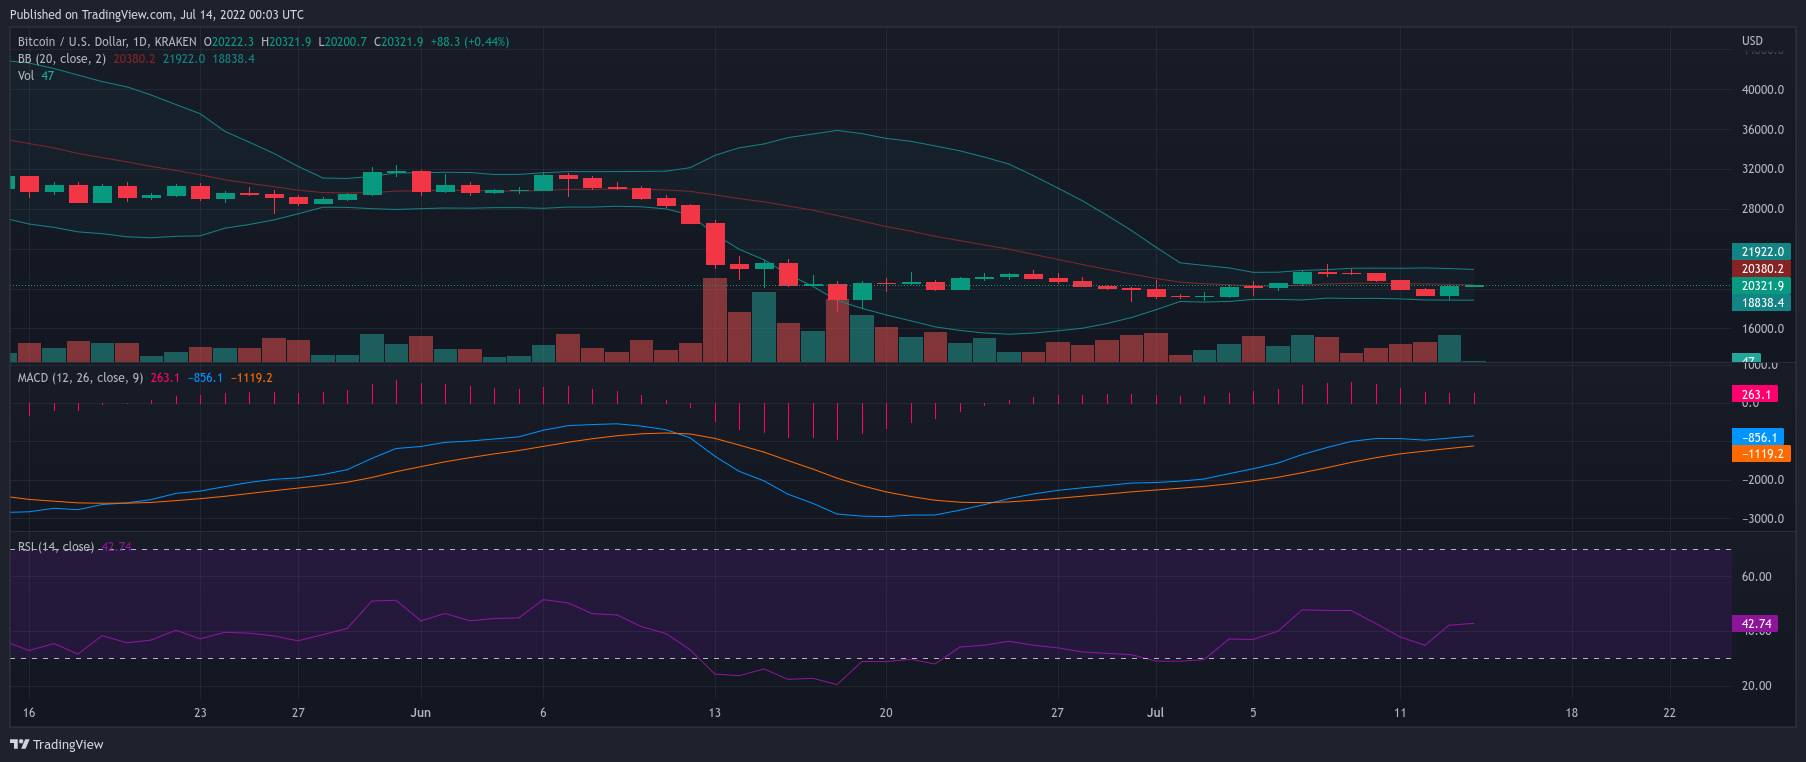 Published on TradingView.com, Jul 14, 2022 00:03 UTC
Bitcoin / U.S. Dollar, 1D, KRAKEN O20222.3 H20321.9 L20200.7 C20321.9 +88.3 (+0.44%)
BB (20, close, 2) 20380.2 21922.0 18838.4
Vol 47
USD
40000.0
36000.0
32000.0
28000.0
21922.0
20380.2
20321.9
18838.4
16000.0
47
MACD (12, 26, close, 9) 263.1 −856.1 −1119.2
1000.0
263.1
0.0
−856.1
−1119.2
−2000.0
−3000.0
RSI (14, close) 42.74
60.00
42.74
40.00
20.00
16 23 27 Jun 6 13 20 27 Jul 5 11 18 22
TradingView